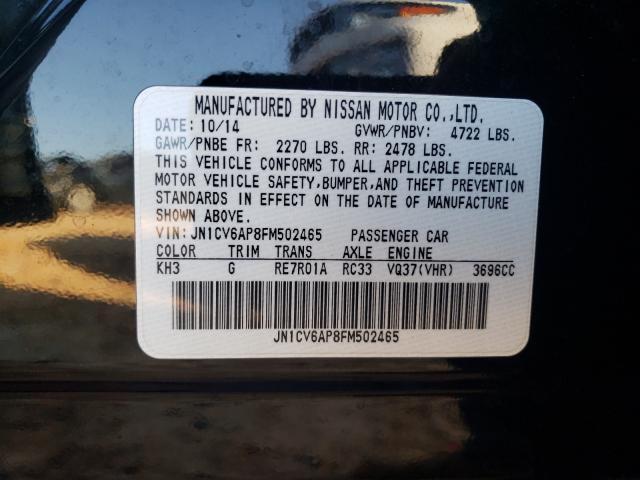 MANUFACTURED BY NISSAN MOTOR CO.,LTD.
DATE: 10/14 GVWR/PNBV: 4722 LBS.
GAWR/PNBE FR: 2270 LBS. RR: 2478 LBS.
THIS VEHICLE CONFORMS TO ALL APPLICABLE FEDERAL
MOTOR VEHICLE SAFETY,BUMPER,AND THEFT PREVENTION
STANDARDS IN EFFECT ON THE DATE OF MANUFACTURE
SHOWN ABOVE.
VIN: JN1CV6AP8FM502465 PASSENGER CAR
COLOR TRIM TRANS AXLE ENGINE
KH3 G RE7R01A RC33 VQ37(VHR) 3696CC
JN1CV6AP8FM502465